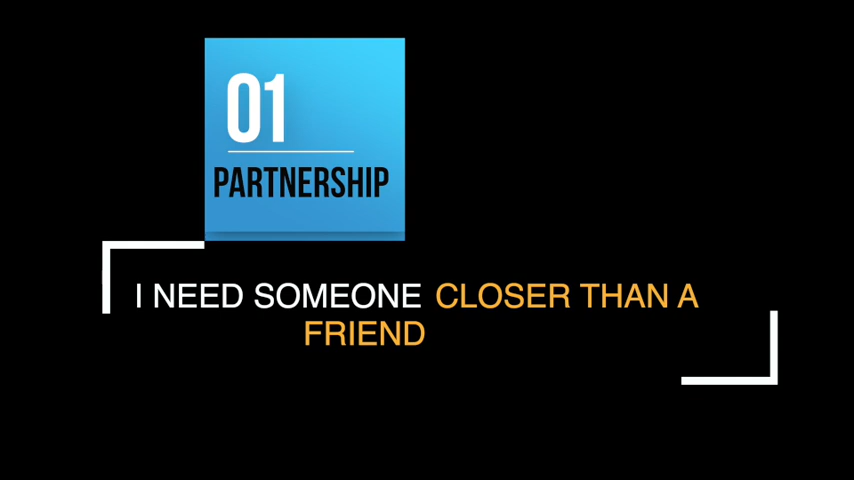 01
PARTNERSHIP
I NEED SOMEONE CLOSER THAN A
FRIEND